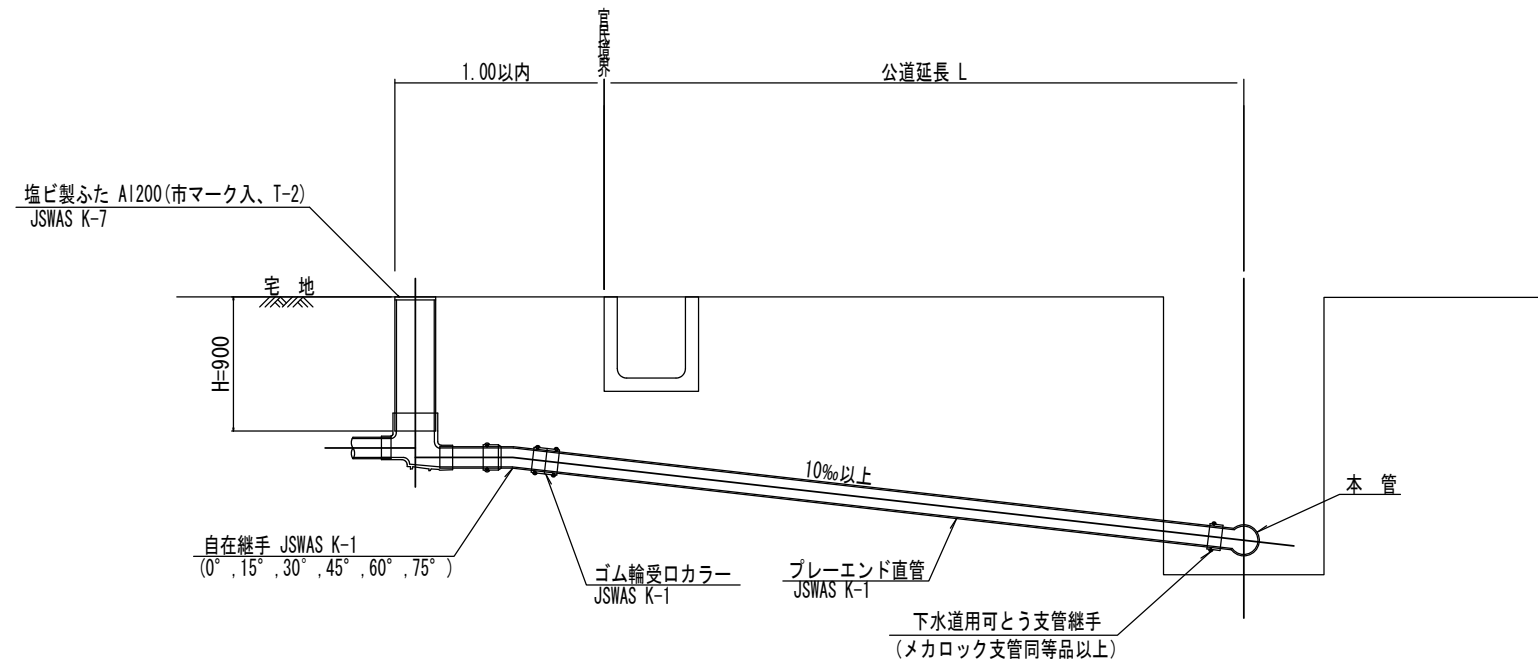 官民境界
1.00以内
公道延長 L
塩ビ製ふた AI200(市マーク入、T-2)
JSWAS K-7
宅 地
H=900
10‰以上
本 管
自在継手 JSWAS K-1
(0°,15°,30°,45°,60°,75°)
ゴム輪受口カラー
JSWAS K-1
プレーエンド直管
JSWAS K-1
下水道用可とう支管継手
(メカロック支管同等品以上)